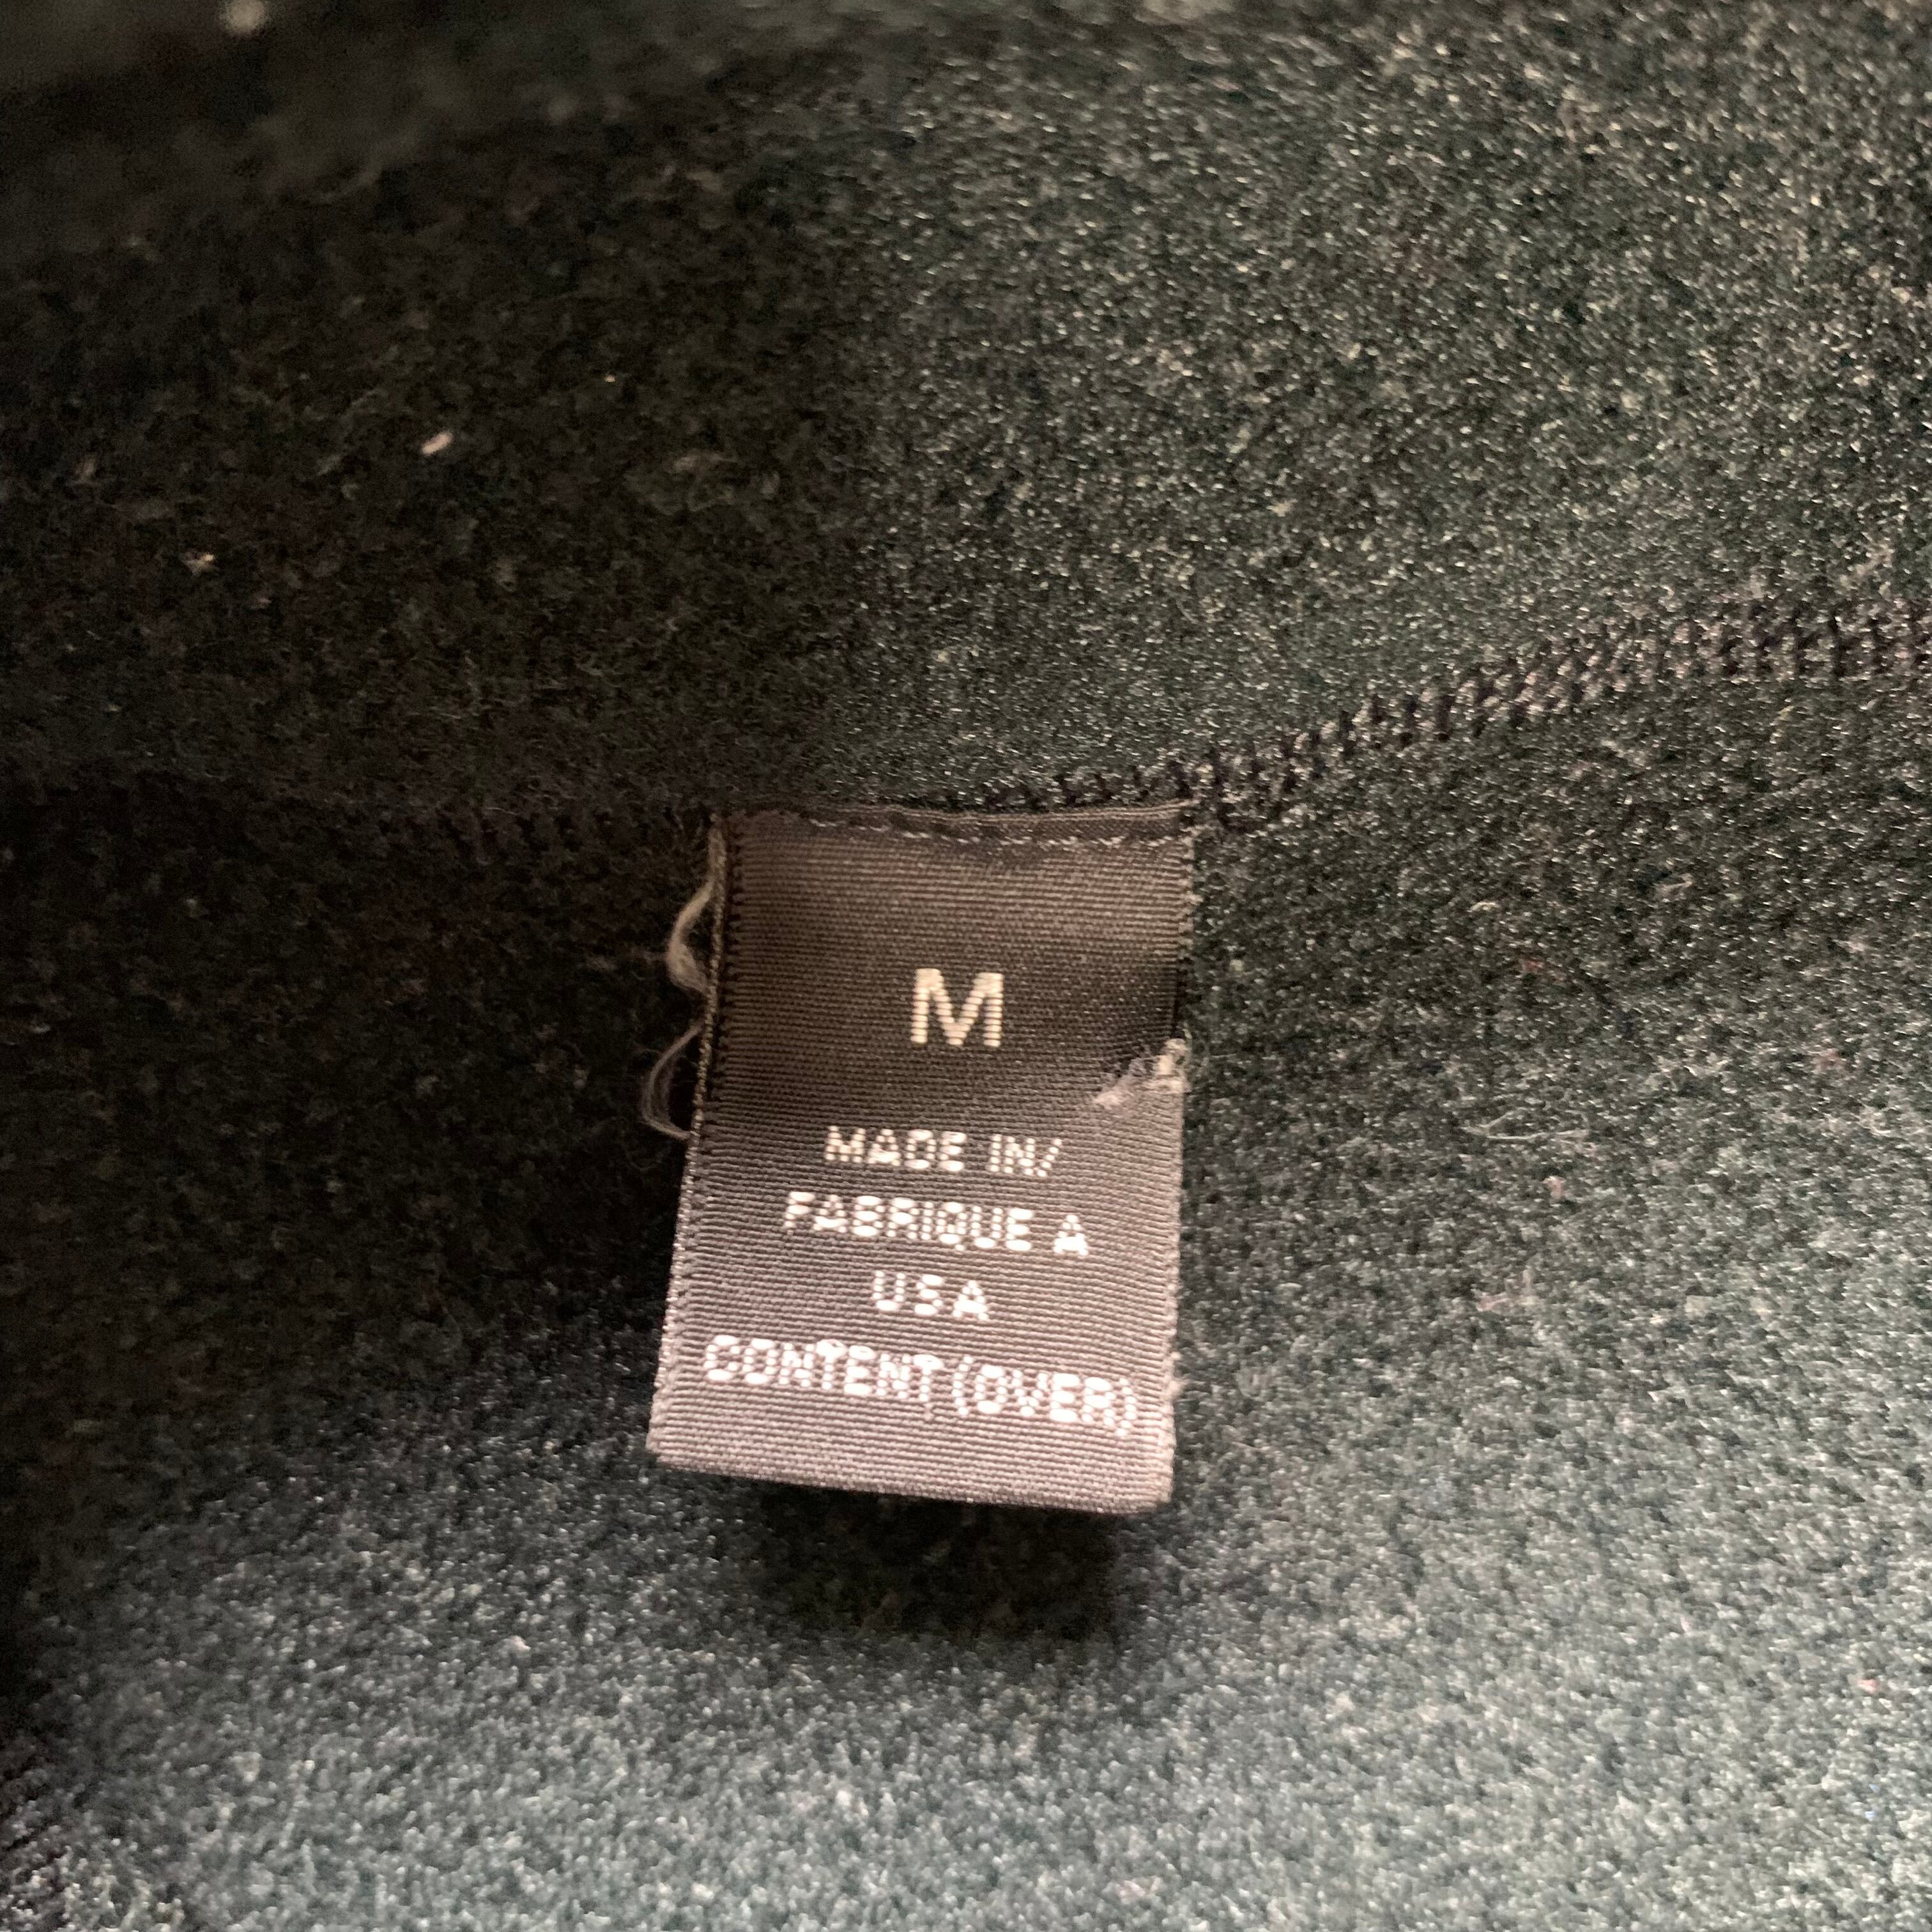 M
MADE IN/
FABRIQUE A
USA
CONTENT (OVER)